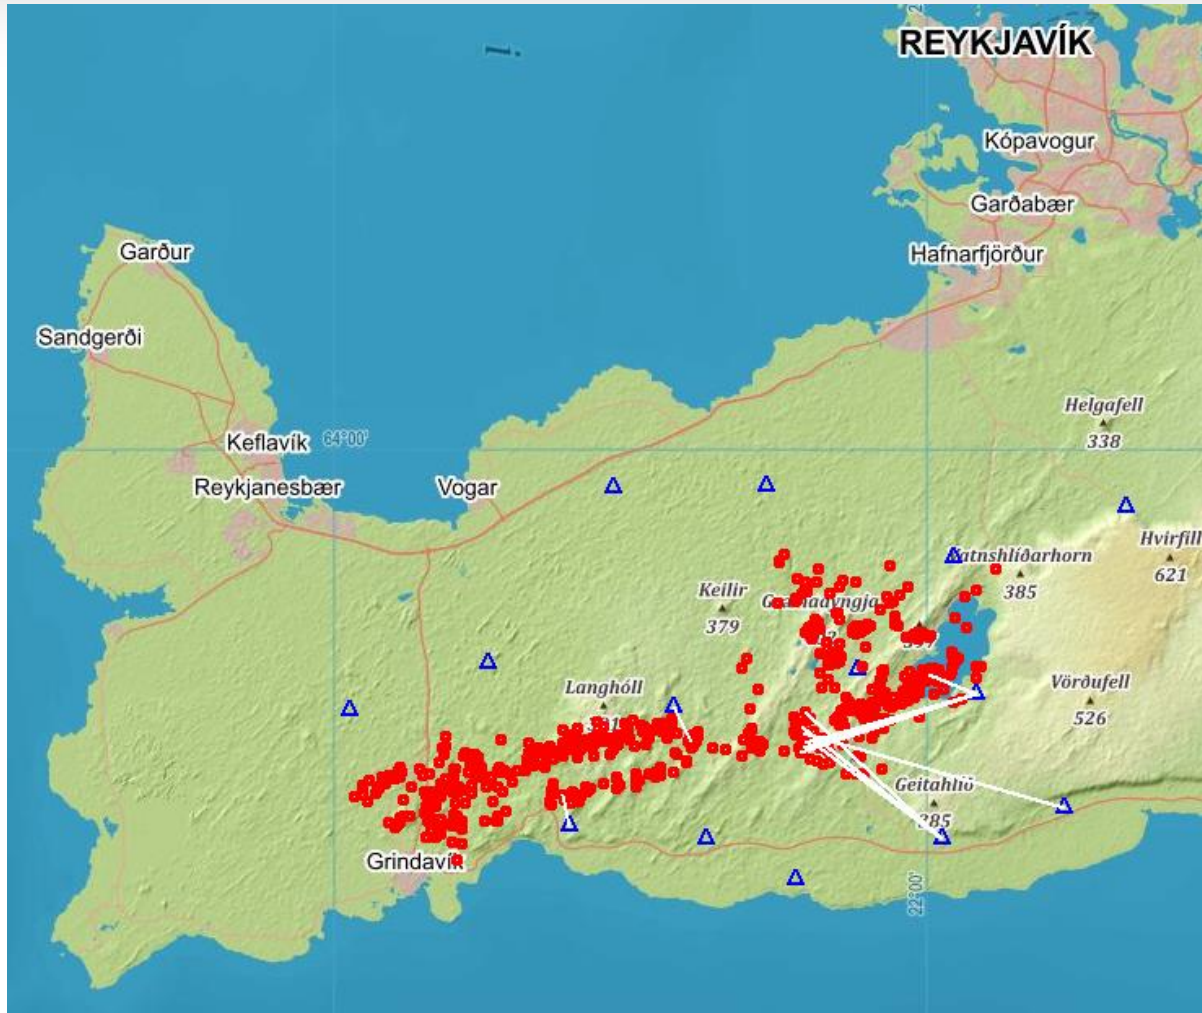 REYKJAVÍK
Kópavogur
Garðabær
Hafnarfjörður
Garður
Sandgerði
Keflavík
64°00'
Reykjanesbær
Vogar
Helgafell
338
Hvirfill
621
385
Keilir
379
Vörðufell
526
Langhóll
Geitahlíð
385
Grindavík
22°00'